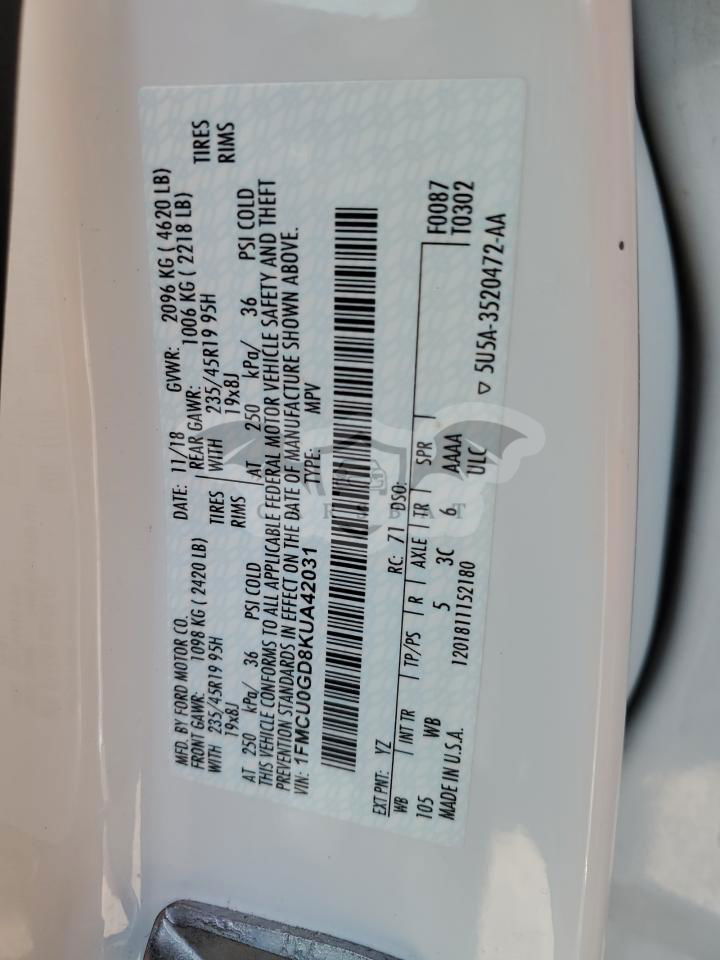 MFD. BY FORD MOTOR CO.
DATE: 11/18 GVWR: 2096 KG ( 4620 LB)
FRONT GAWR: 1098 KG ( 2420 LB) REAR GAWR: 1006 KG ( 2218 LB)
WITH 235/45R19 95H TIRES WITH 235/45R19 95H TIRES
19x8J RIMS 19x8J RIMS
AT 250 kPa/ 36 PSI COLD AT 250 kPa/ 36 PSI COLD
THIS VEHICLE CONFORMS TO ALL APPLICABLE FEDERAL MOTOR VEHICLE SAFETY AND THEFT
PREVENTION STANDARDS IN EFFECT ON THE DATE OF MANUFACTURE SHOWN ABOVE.
VIN: 1FMCU0GD8KUA42031 TYPE: MPV
EXT PNT: YZ RC: 71 DSO: F0087
WB INT TR TP/PS R AXLE TR SPR T0302
105 WB 5 3C 6 AAAA
MADE IN U.S.A. 1201811152180 ULC
▽ 5U5A-3520472-AA